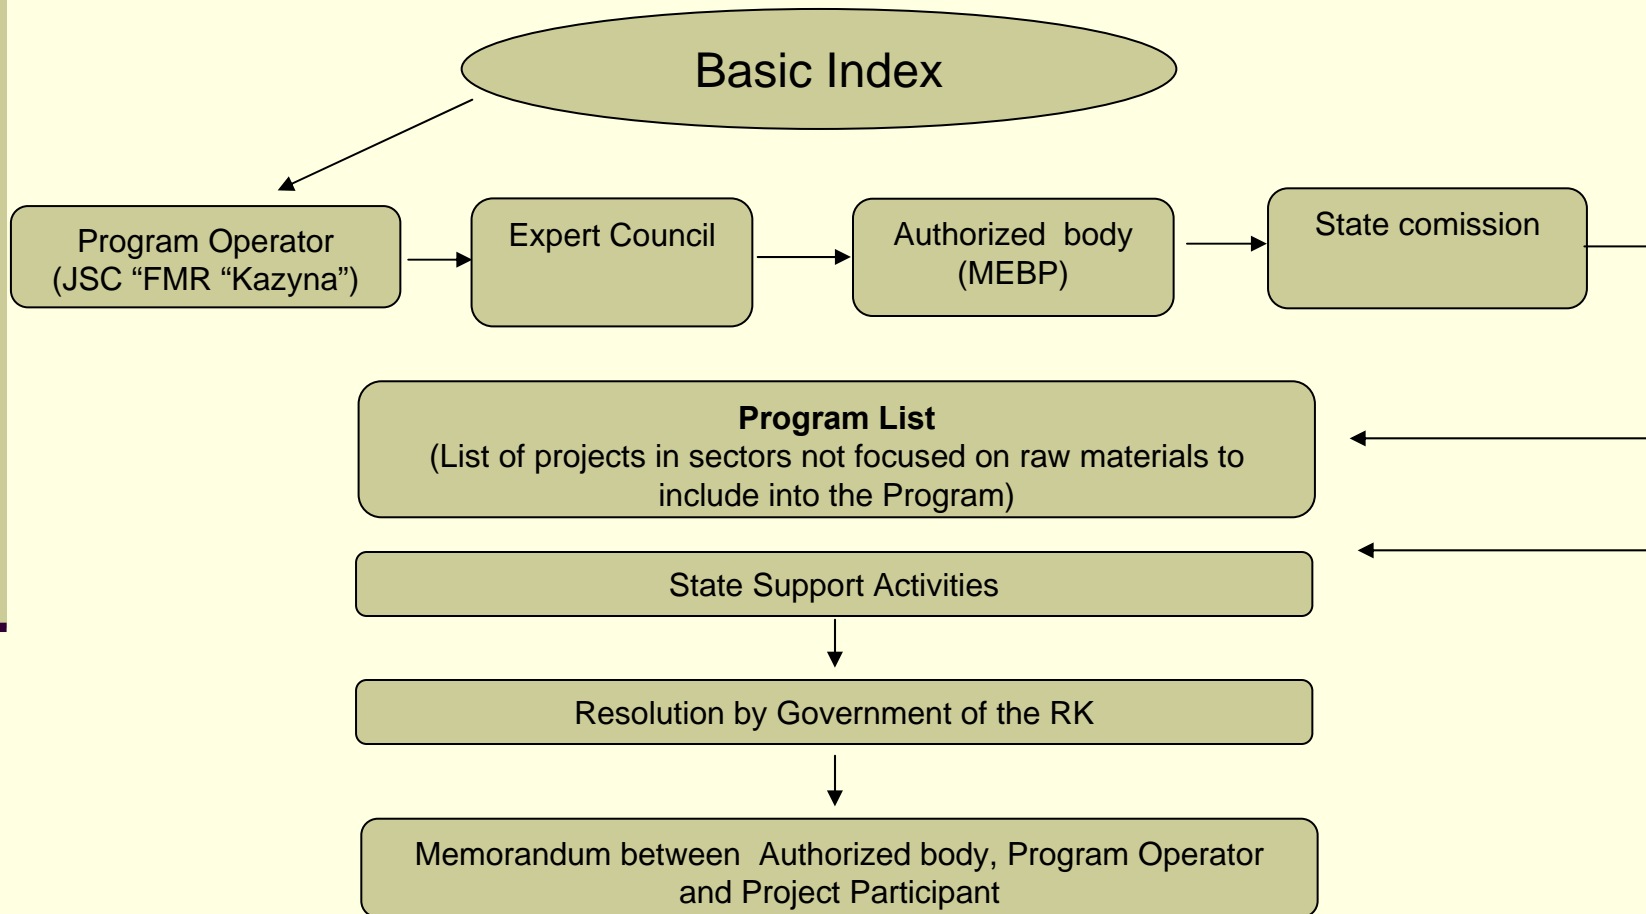 Basic Index
Program Operator
(JSC “FMR “Kazyna”)
Expert Council
Authorized body
(MEBP)
State comission
Program List
(List of projects in sectors not focused on raw materials to
include into the Program)
State Support Activities
Resolution by Government of the RK
Memorandum between Authorized body, Program Operator
and Project Participant